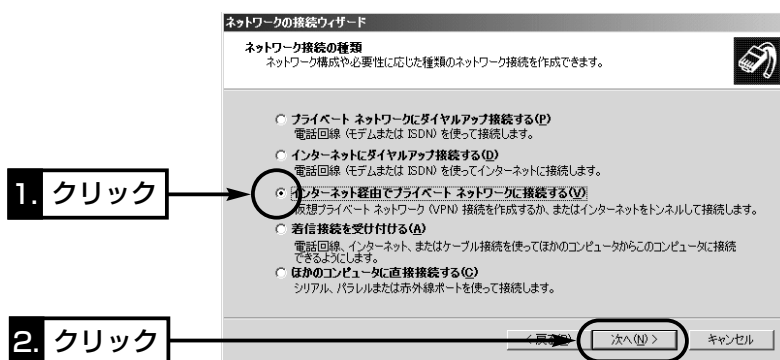 ネットワークの接続ウィザード
ネットワーク接続の種類
ネットワーク構成や必要性に応じた種類のネットワーク接続を作成できます。
プライベート ネットワークにダイヤルアップ接続する(P)
電話回線 (モデムまたは ISDN) を使って接続します。
インターネットにダイヤルアップ接続する(D)
電話回線 (モデムまたは ISDN) を使ってインターネットに接続します。
1. クリック
インターネット経由でプライベート ネットワークに接続する(V)
仮想プライベート ネットワーク (VPN) 接続を作成するか、またはインターネットをトンネルして接続します。
着信接続を受け付ける(A)
電話回線、インターネット、またはケーブル接続を使ってほかのコンピュータからこのコンピュータに接続
できるようにします。
ほかのコンピュータに直接接続する(C)
シリアル、パラレルまたは赤外線ポートを使って接続します。
2. クリック
< 戻る(B)
次へ(N) >
キャンセル